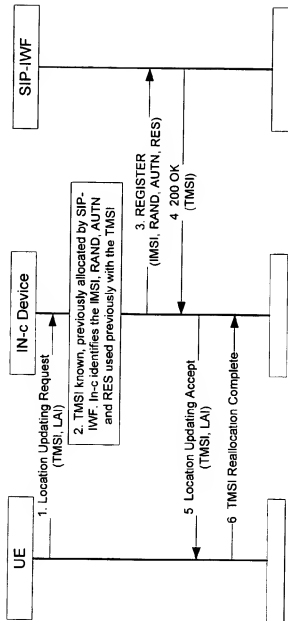 UE
IN-c Device
SIP-IWF
1. Location Updating Request
(TMSI, LAI)
2. TMSI known, previously allocated by SIP-
IWF. In-c identifies the IMSI, RAND, AUTN
and RES used previously with the TMSI
3. REGISTER
(IMSI, RAND, AUTN, RES)
4 200 OK
(TMSI)
5 Location Updating Accept
(TMSI, LAI)
6 TMSI Reallocation Complete